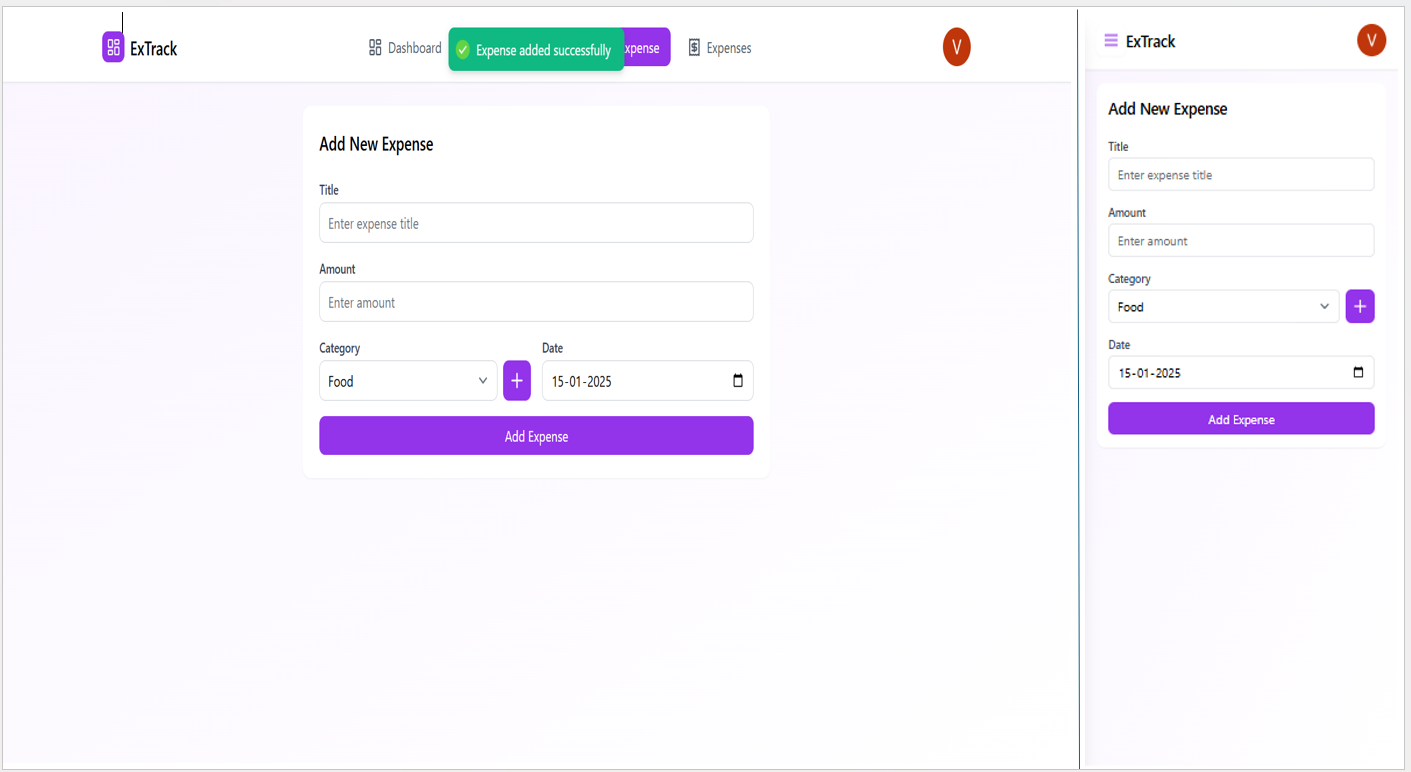 ExTrack
Dashboard
Expense added successfully
xpense
Expenses
V
Add New Expense
Title
Enter expense title
Amount
Enter amount
Category
Date
Food
+
15-01-2025
Add Expense
ExTrack
V
Add New Expense
Title
Enter expense title
Amount
Enter amount
Category
Food
+
Date
15-01-2025
Add Expense